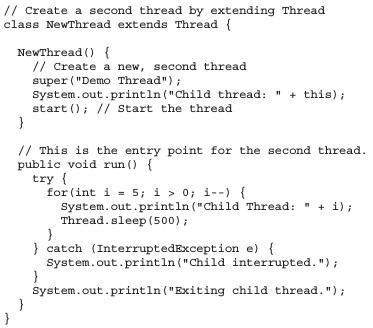 // Create a second thread by extending Thread
class NewThread extends Thread {

  NewThread() {
    // Create a new, second thread
    super("Demo Thread");
    System.out.println("Child thread: " + this);
    start(); // Start the thread
  }

  // This is the entry point for the second thread.
  public void run() {
    try {
      for(int i = 5; i > 0; i--) {
        System.out.println("Child Thread: " + i);
        Thread.sleep(500);
      }
    } catch (InterruptedException e) {
      System.out.println("Child interrupted.");
    }
    System.out.println("Exiting child thread.");
  }
}